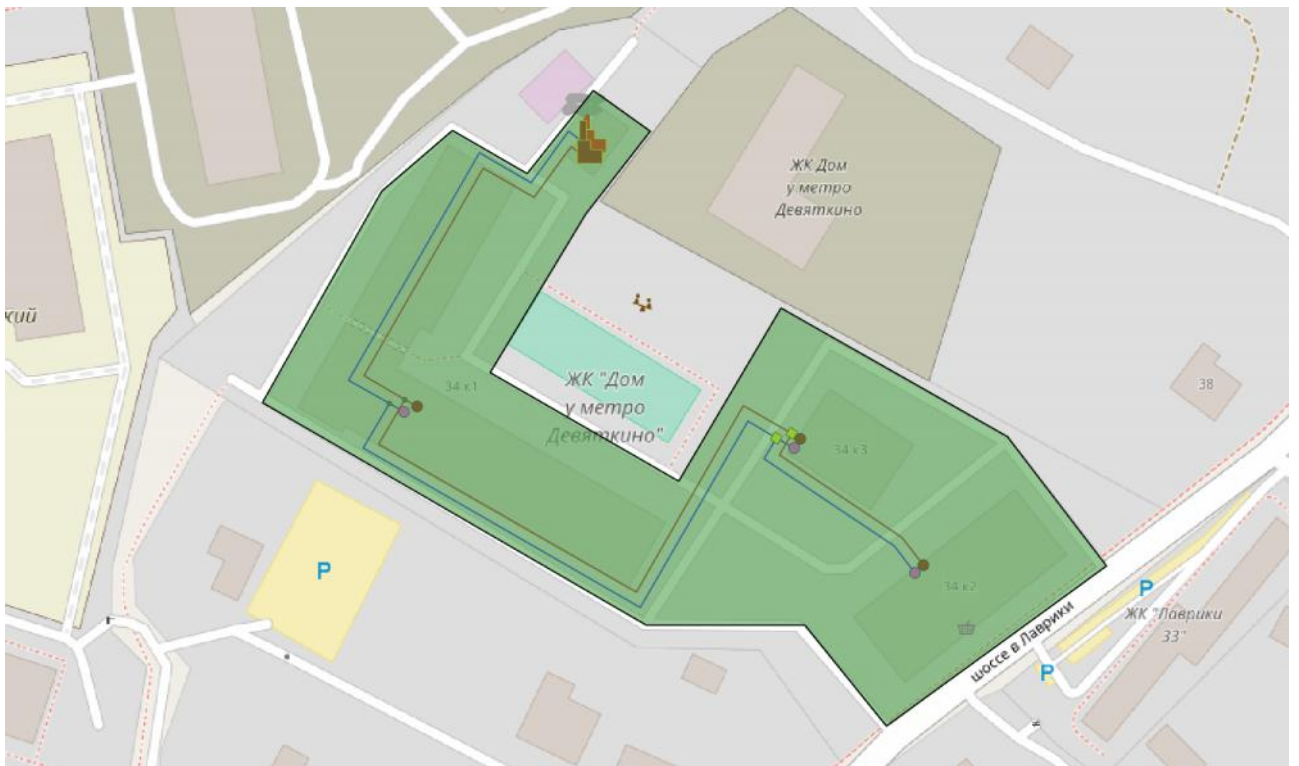 ЖК Дом
у метро
Девяткино
кий
38
34 к1
ЖК "Дом
у метро
Девяткино"
34 к3
P
34 к2
P
ЖК "Лаврики
33"
шоссе в Лаврики
P